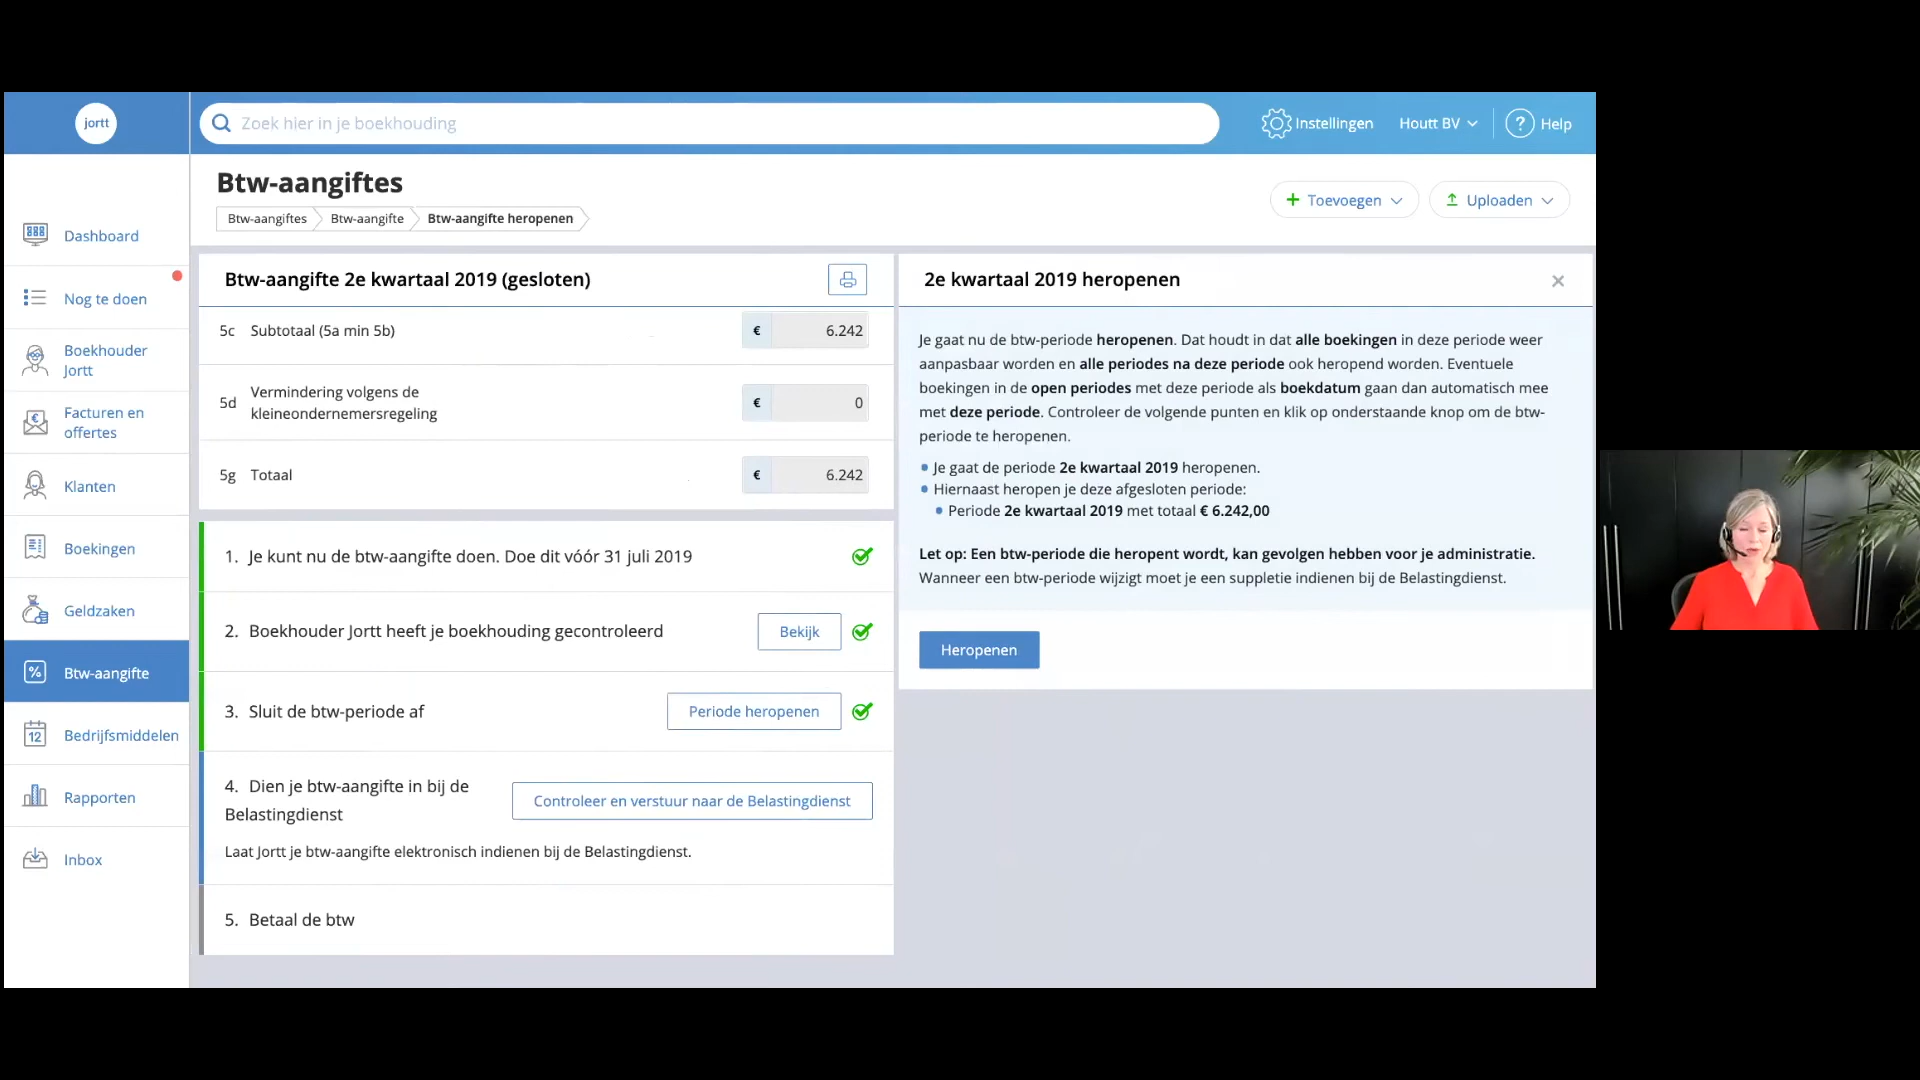 jortt
Zoek hier in je boekhouding
Instellingen
Houtt BV
? Help
Btw-aangiftes
Btw-aangiftes
Btw-aangifte
Btw-aangifte heropenen
+ Toevoegen
Uploaden
Dashboard
Nog te doen
Boekhouder
Jortt
Facturen en
offertes
Klanten
Boekingen
Geldzaken
% Btw-aangifte
12 Bedrijfsmiddelen
Rapporten
Inbox
Btw-aangifte 2e kwartaal 2019 (gesloten)
5c Subtotaal (5a min 5b) € 6.242
5d Vermindering volgens de
kleineondernemersregeling € 0
5g Totaal € 6.242
1. Je kunt nu de btw-aangifte doen. Doe dit vóór 31 juli 2019
2. Boekhouder Jortt heeft je boekhouding gecontroleerd
Bekijk
3. Sluit de btw-periode af
Periode heropenen
4. Dien je btw-aangifte in bij de
Belastingdienst
Controleer en verstuur naar de Belastingdienst
Laat Jortt je btw-aangifte elektronisch indienen bij de Belastingdienst.
5. Betaal de btw
2e kwartaal 2019 heropenen
Je gaat nu de btw-periode heropenen. Dat houdt in dat alle boekingen in deze periode weer
aanpasbaar worden en alle periodes na deze periode ook heropend worden. Eventuele
boekingen in de open periodes met deze periode als boekdatum gaan dan automatisch mee
met deze periode. Controleer de volgende punten en klik op onderstaande knop om de btw-
periode te heropenen.
Je gaat de periode 2e kwartaal 2019 heropenen.
Hiernaast heropen je deze afgesloten periode:
Periode 2e kwartaal 2019 met totaal € 6.242,00
Let op: Een btw-periode die heropent wordt, kan gevolgen hebben voor je administratie.
Wanneer een btw-periode wijzigt moet je een suppletie indienen bij de Belastingdienst.
Heropenen